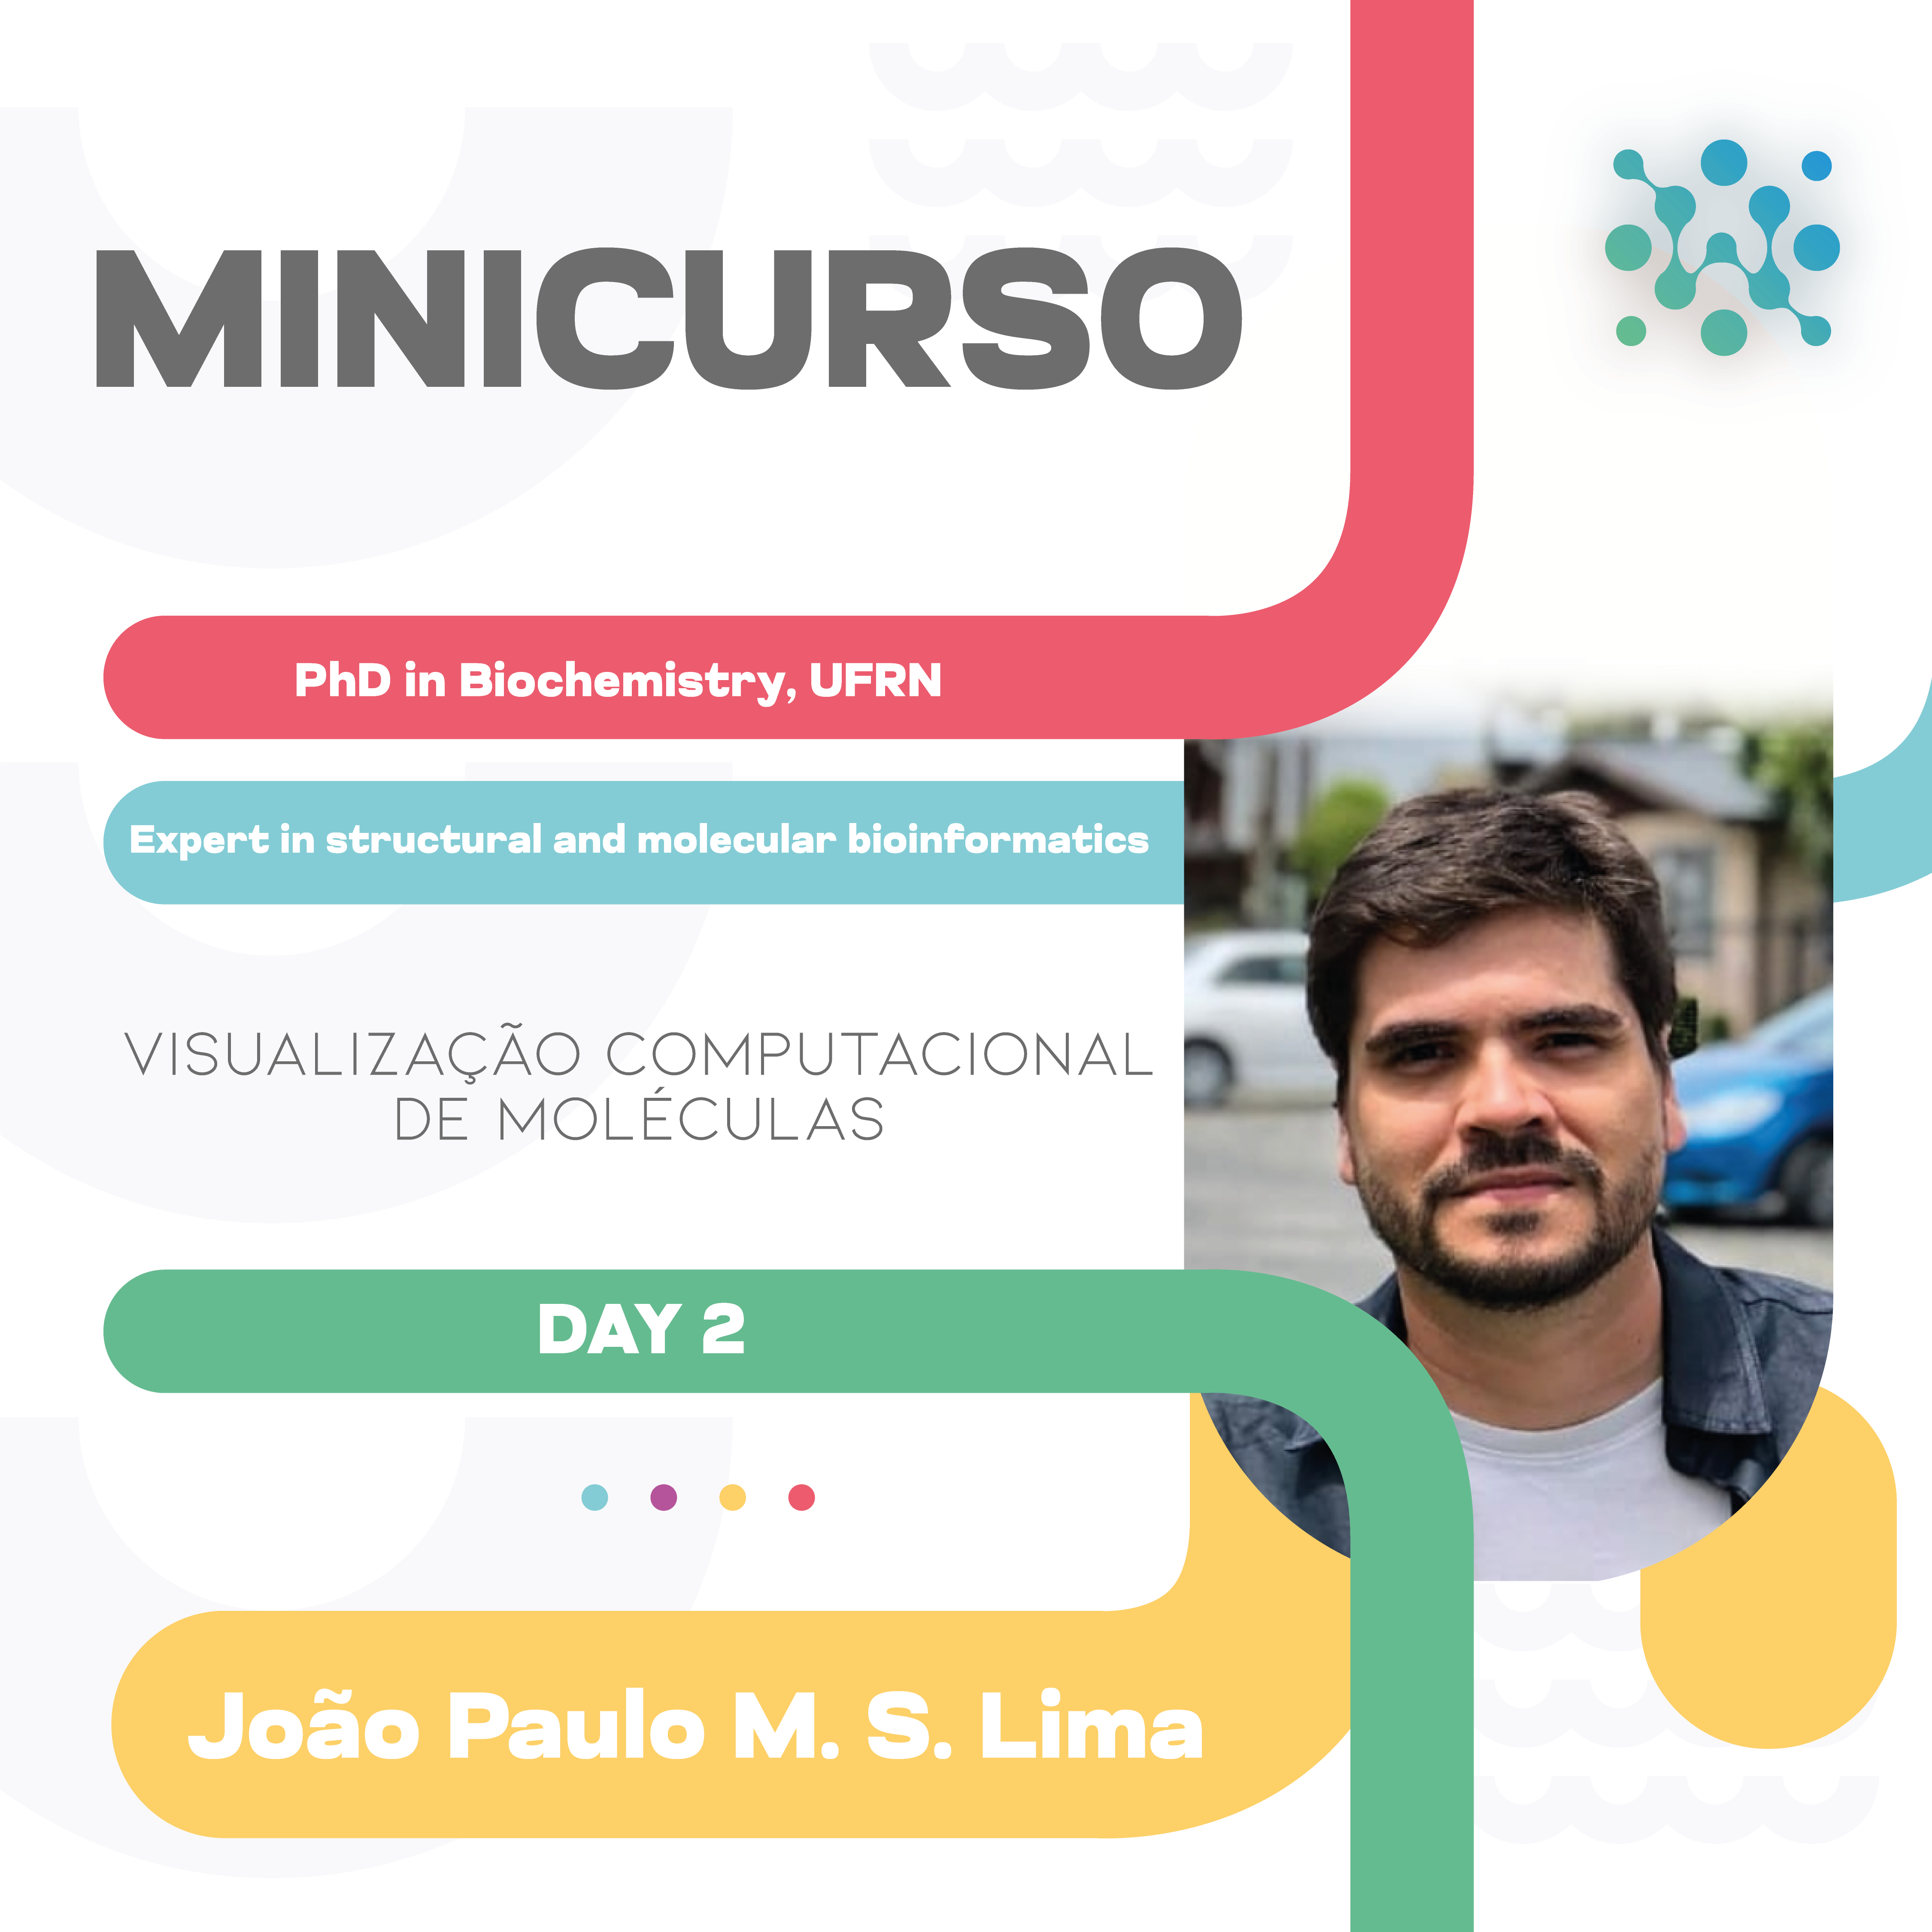 MINICURSO
PhD in Biochemistry, UFRN
Expert in structural and molecular bioinformatics
VISUALIZAÇÃO COMPUTACIONAL
DE MOLÉCULAS
DAY 2
João Paulo M. S. Lima